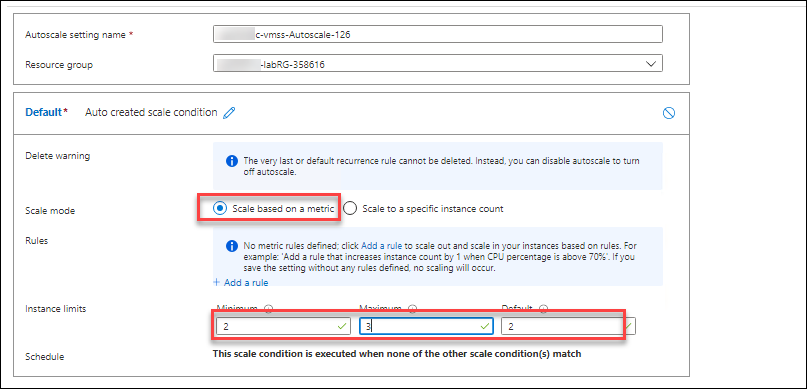 Autoscale setting name *
c-vmss-Autoscale-126
Resource group
-labRG-358616
Default* Auto created scale condition
Delete warning
The very last or default recurrence rule cannot be deleted. Instead, you can disable autoscale to turn
off autoscale.
Scale mode
Scale based on a metric
Scale to a specific instance count
Rules
No metric rules defined; click Add a rule to scale out and scale in your instances based on rules. For
example: 'Add a rule that increases instance count by 1 when CPU percentage is above 70%'. If you
save the setting without any rules defined, no scaling will occur.
+ Add a rule
Instance limits
Minimum
Maximum
Default
2
3
2
Schedule
This scale condition is executed when none of the other scale condition(s) match